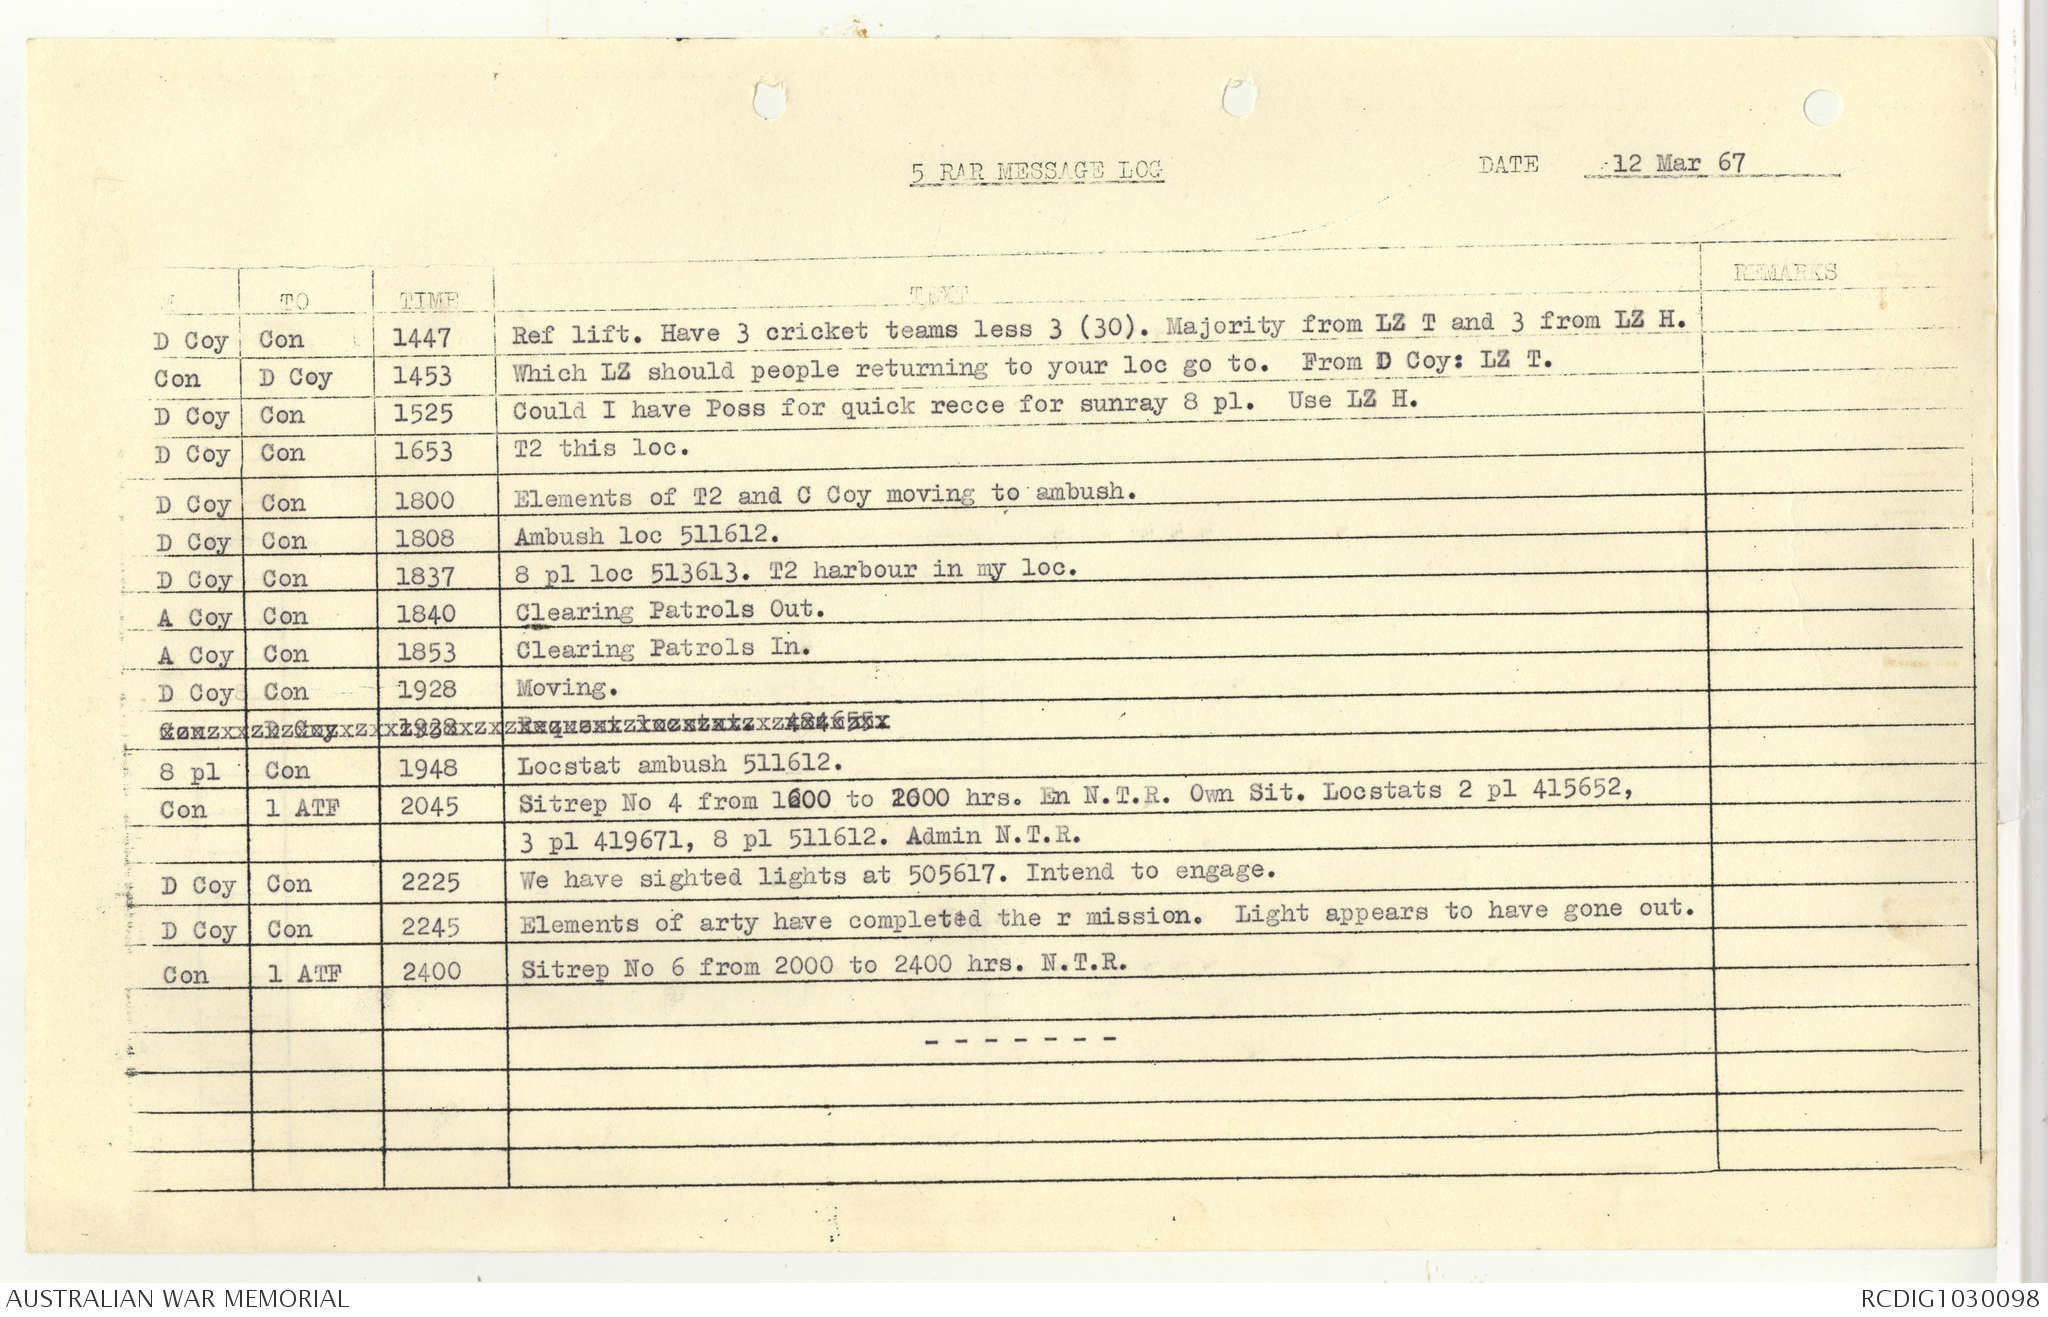 5 RAR MESSAGE LOG DATE 12 Mar 67
TO TIME TEXT REMARKS
D Coy Con 1447 Ref lift. Have 3 cricket teams less 3 (30). Majority from LZ T and 3 from LZ H.
Con D Coy 1453 Which LZ should people returning to your loc go to. From D Coy: LZ T.
D Coy Con 1525 Could I have Poss for quick recce for sunray 8 pl. Use LZ H.
D Coy Con 1653 T2 this loc.
D Coy Con 1800 Elements of T2 and C Coy moving to ambush.
D Coy Con 1808 Ambush loc 511612.
D Coy Con 1837 8 pl loc 513613. T2 harbour in my loc.
A Coy Con 1840 Clearing Patrols Out.
A Coy Con 1853 Clearing Patrols In.
D Coy Con 1928 Moving.
Con D Coy 1938 Request locstat. 484655
8 pl Con 1948 Locstat ambush 511612.
Con 1 ATF 2045 Sitrep No 4 from 1600 to 2000 hrs. En N.T.R. Own Sit. Locstats 2 pl 415652,
3 pl 419671, 8 pl 511612. Admin N.T.R.
D Coy Con 2225 We have sighted lights at 505617. Intend to engage.
D Coy Con 2245 Elements of arty have completed the r mission. Light appears to have gone out.
Con 1 ATF 2400 Sitrep No 6 from 2000 to 2400 hrs. N.T.R.
- - - - - - -
AUSTRALIAN WAR MEMORIAL RCDIG1030098